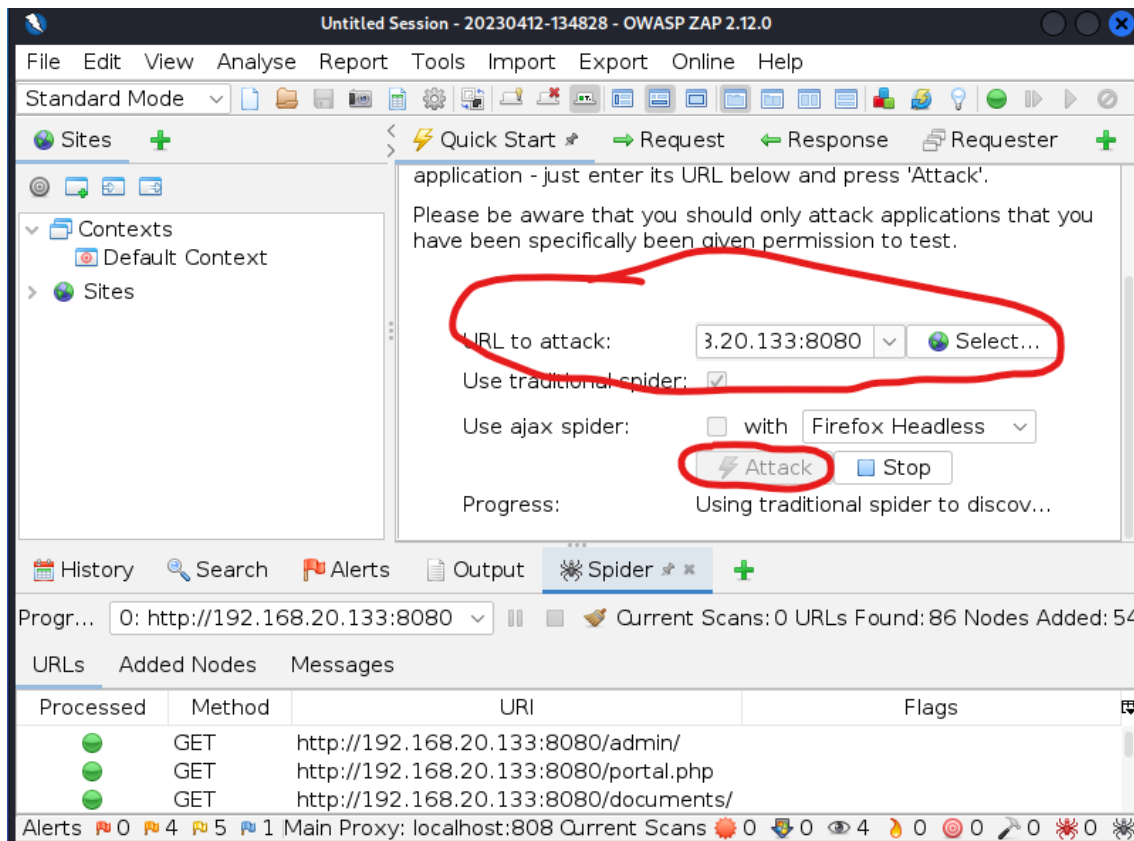 Untitled Session - 20230412-134828 - OWASP ZAP 2.12.0
File Edit View Analyse Report Tools Import Export Online Help
Standard Mode
Sites
Quick Start Request Response Requester
application - just enter its URL below and press 'Attack'.
Please be aware that you should only attack applications that you
have been specifically been given permission to test.
Contexts
Default Context
Sites
URL to attack: 3.20.133:8080 Select...
Use traditional spider:
Use ajax spider: with Firefox Headless
Attack Stop
Progress: Using traditional spider to discov...
History Search Alerts Output Spider
Progr... 0: http://192.168.20.133:8080 Current Scans: 0 URLs Found: 86 Nodes Added: 54
URLs Added Nodes Messages
Processed Method URI Flags
GET http://192.168.20.133:8080/admin/
GET http://192.168.20.133:8080/portal.php
GET http://192.168.20.133:8080/documents/
Alerts 0 4 5 1 Main Proxy: localhost:808 Current Scans 0 0 4 0 0 0 0